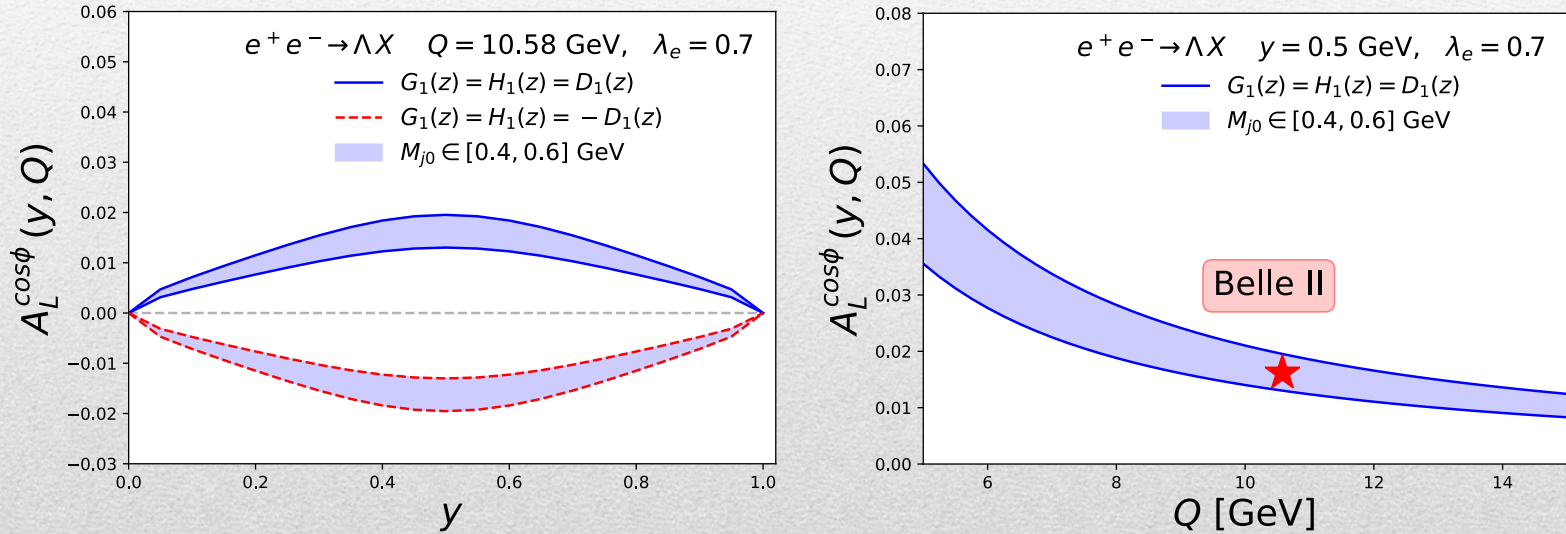 e⁺e⁻→ΛX Q = 10.58 GeV, λₑ = 0.7
G₁(z) = H₁(z) = D₁(z)
G₁(z) = H₁(z) = −D₁(z)
M_{j0} ∈ [0.4, 0.6] GeV
A_L^{cosϕ}(y, Q)
0.06
0.05
0.04
0.03
0.02
0.01
0.00
−0.01
−0.02
−0.03
0.0 0.2 0.4 0.6 0.8 1.0
y
e⁺e⁻→ΛX y = 0.5 GeV, λₑ = 0.7
G₁(z) = H₁(z) = D₁(z)
M_{j0} ∈ [0.4, 0.6] GeV
Belle II
A_L^{cosϕ}(y, Q)
0.08
0.07
0.06
0.05
0.04
0.03
0.02
0.01
0.00
6 8 10 12 14
Q [GeV]